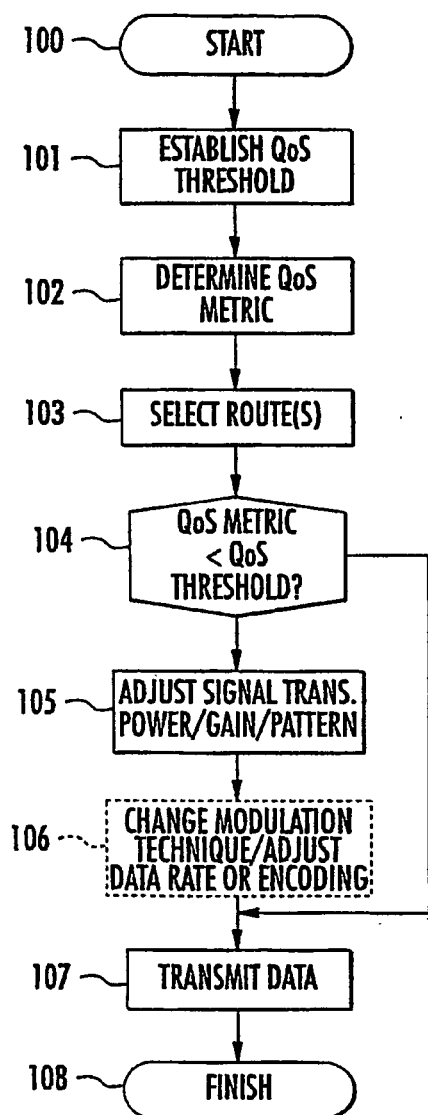 100
START
101
ESTABLISH QoS
THRESHOLD
102
DETERMINE QoS
METRIC
103
SELECT ROUTE(S)
104
QoS METRIC
< QoS
THRESHOLD?
105
ADJUST SIGNAL TRANS.
POWER/GAIN/PATTERN
106
CHANGE MODULATION
TECHNIQUE/ADJUST
DATA RATE OR ENCODING
107
TRANSMIT DATA
108
FINISH